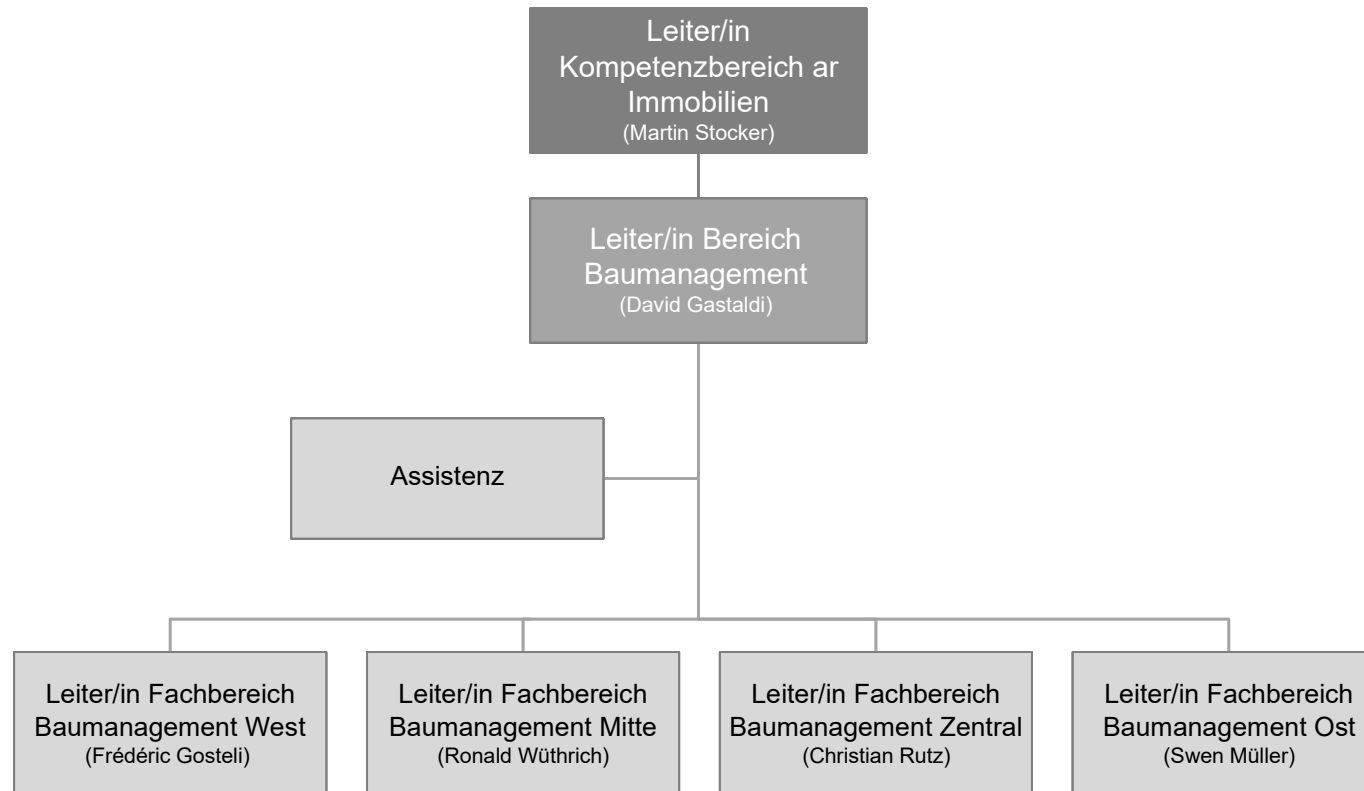 Leiter/in
Kompetenzbereich ar
Immobilien
(Martin Stocker)
Leiter/in Bereich
Baumanagement
(David Gastaldi)
Assistenz
Leiter/in Fachbereich
Baumanagement West
(Frédéric Gosteli)
Leiter/in Fachbereich
Baumanagement Mitte
(Ronald Wüthrich)
Leiter/in Fachbereich
Baumanagement Zentral
(Christian Rutz)
Leiter/in Fachbereich
Baumanagement Ost
(Swen Müller)